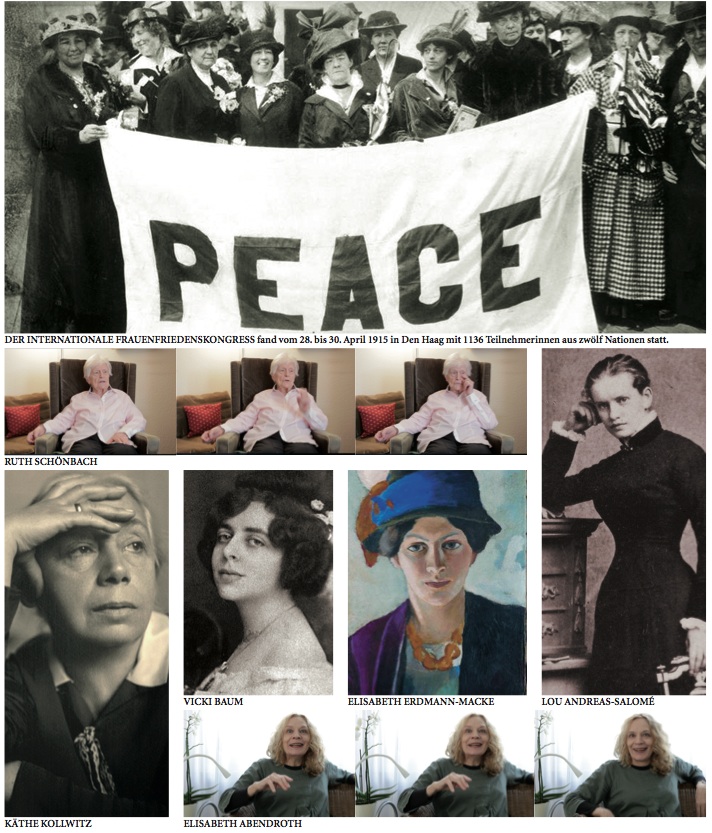 PEACE
DER INTERNATIONALE FRAUENFRIEDENSKONGRESS fand vom 28. bis 30. April 1915 in Den Haag mit 1136 Teilnehmerinnen aus zwölf Nationen statt.
RUTH SCHÖNBACH
VICKI BAUM
ELISABETH ERDMANN-MACKE
LOU ANDREAS-SALOMÉ
KÄTHE KOLLWITZ
ELISABETH ABENDROTH